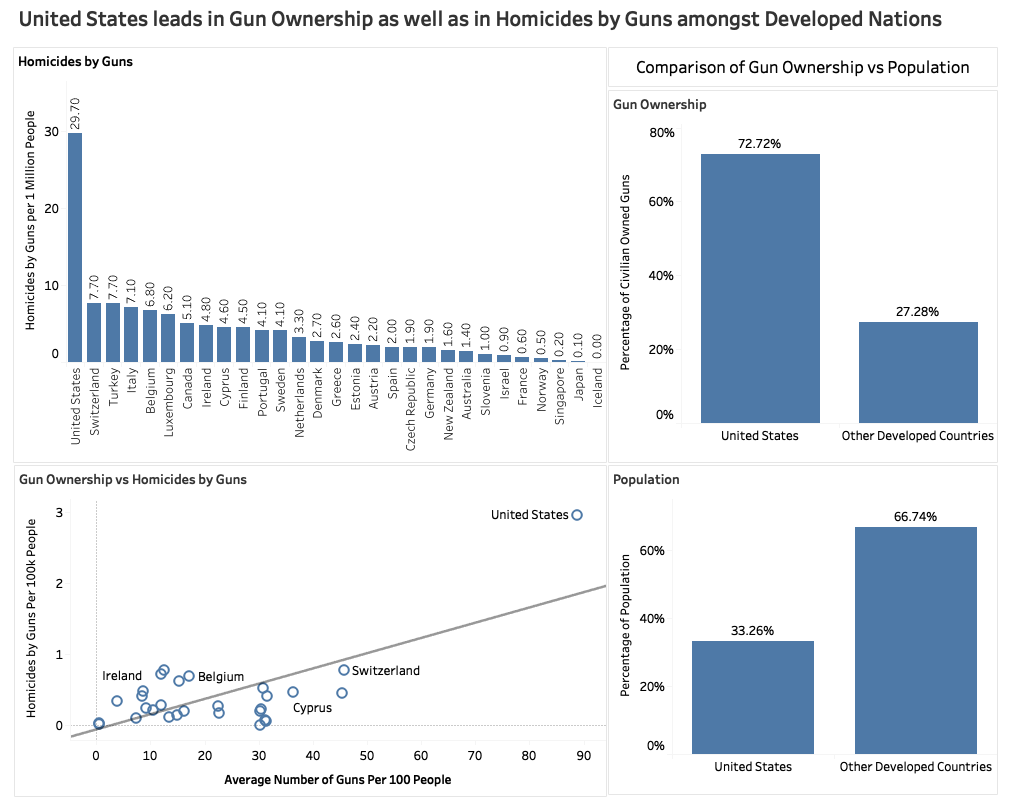 United States leads in Gun Ownership as well as in Homicides by Guns amongst Developed Nations
Homicides by Guns
Homicides by Guns per 1 Million People
30
20
10
0
29.70
7.70
7.70
7.10
6.80
6.20
5.10
4.80
4.60
4.50
4.10
4.10
3.30
2.70
2.60
2.40
2.20
2.00
1.90
1.90
1.60
1.40
1.00
0.90
0.60
0.50
0.20
0.10
0.00
United States
Switzerland
Turkey
Italy
Belgium
Luxembourg
Canada
Ireland
Cyprus
Finland
Portugal
Sweden
Netherlands
Denmark
Greece
Estonia
Austria
Spain
Czech Republic
Germany
New Zealand
Australia
Slovenia
Israel
France
Norway
Singapore
Japan
Iceland
Comparison of Gun Ownership vs Population
Gun Ownership
Percentage of Civilian Owned Guns
80%
60%
40%
20%
0%
72.72%
27.28%
United States
Other Developed Countries
Gun Ownership vs Homicides by Guns
Homicides by Guns Per 100k People
3
2
1
0
United States
Ireland
Belgium
Switzerland
Cyprus
0
10
20
30
40
50
60
70
80
90
Average Number of Guns Per 100 People
Population
Percentage of Population
60%
40%
20%
0%
33.26%
66.74%
United States
Other Developed Countries